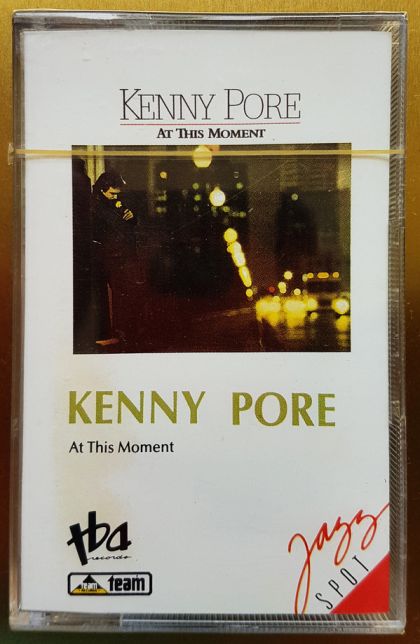 KENNY PORE
AT THIS MOMENT
KENNY PORE
At This Moment
tba
records
team
team
Jazz
SPOT